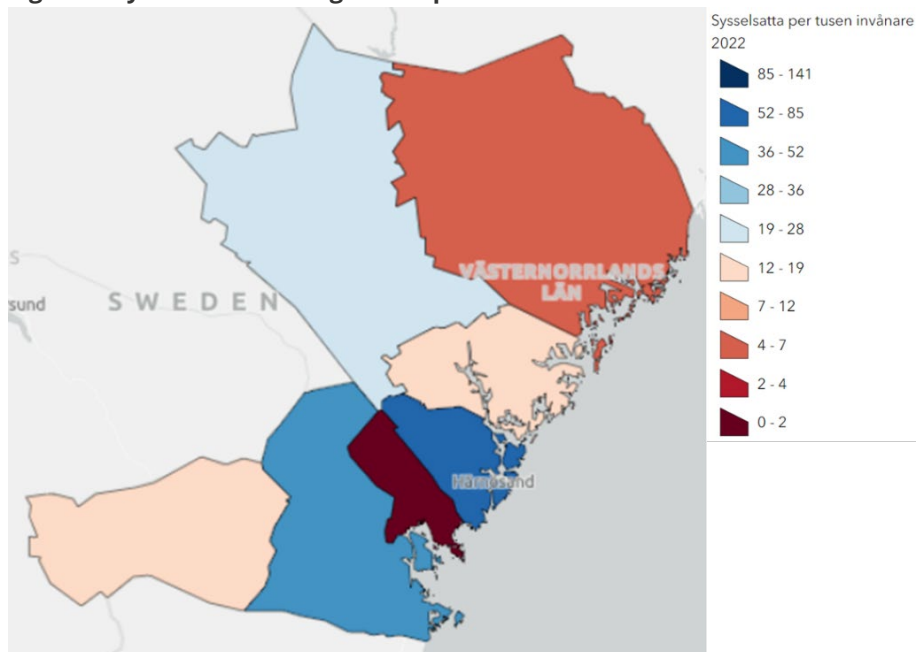 Sysselsatta per tusen invånare
2022
85 - 141
52 - 85
36 - 52
28 - 36
19 - 28
12 - 19
7 - 12
4 - 7
2 - 4
0 - 2
VÄSTERNORRLANDS
LÄN
S
sund
SWEDEN
Härnösand